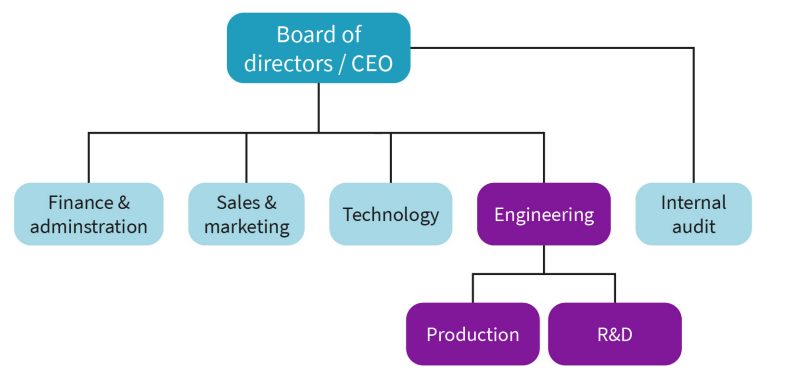 Board of
directors / CEO
Finance &
adminstration
Sales &
marketing
Technology
Engineering
Internal
audit
Production
R&D